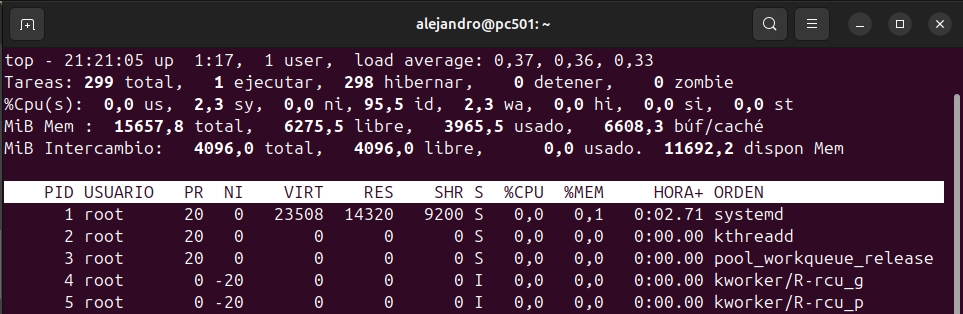 alejandro@pc501: ~
top - 21:21:05 up  1:17,  1 user,  load average: 0,37, 0,36, 0,33
Tareas: 299 total,   1 ejecutar, 298 hibernar,    0 detener,    0 zombie
%Cpu(s):  0,0 us,  2,3 sy,  0,0 ni, 95,5 id,  2,3 wa,  0,0 hi,  0,0 si,  0,0 st
MiB Mem :  15657,8 total,   6275,5 libre,   3965,5 usado,   6608,3 búf/caché
MiB Intercambio:   4096,0 total,   4096,0 libre,      0,0 usado.  11692,2 dispon Mem
PID USUARIO   PR  NI    VIRT    RES    SHR S  %CPU  %MEM     HORA+ ORDEN
1 root      20   0   23508  14320   9200 S   0,0   0,1   0:02.71 systemd
2 root      20   0       0      0      0 S   0,0   0,0   0:00.00 kthreadd
3 root      20   0       0      0      0 S   0,0   0,0   0:00.00 pool_workqueue_release
4 root       0 -20       0      0      0 I   0,0   0,0   0:00.00 kworker/R-rcu_g
5 root       0 -20       0      0      0 I   0,0   0,0   0:00.00 kworker/R-rcu_p